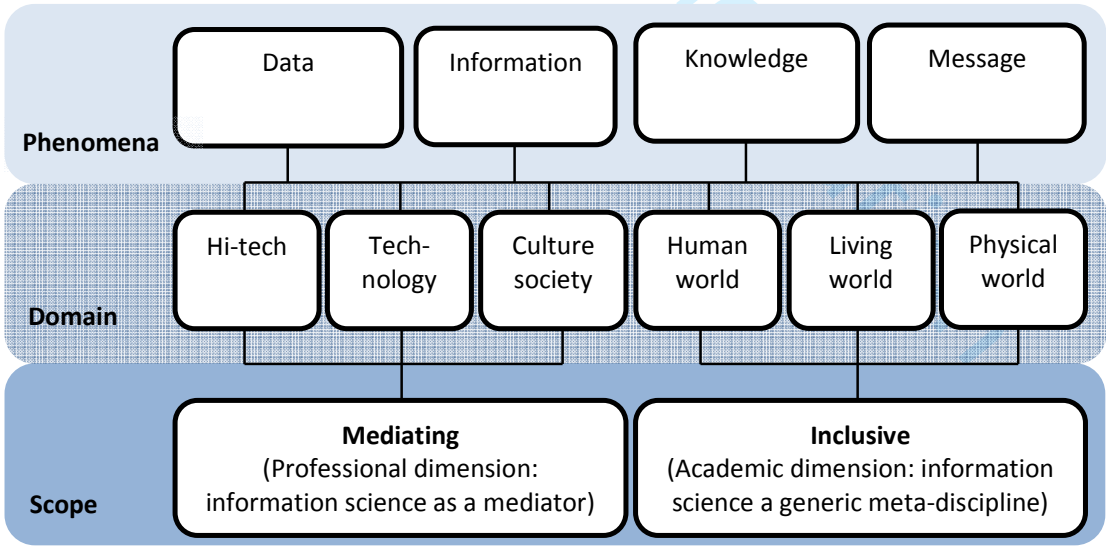 Data
Information
Knowledge
Message
Phenomena
Hi-tech
Tech-
nology
Culture
society
Human
world
Living
world
Physical
world
Domain
Mediating
(Professional dimension:
information science as a mediator)
Inclusive
(Academic dimension: information
science a generic meta-discipline)
Scope